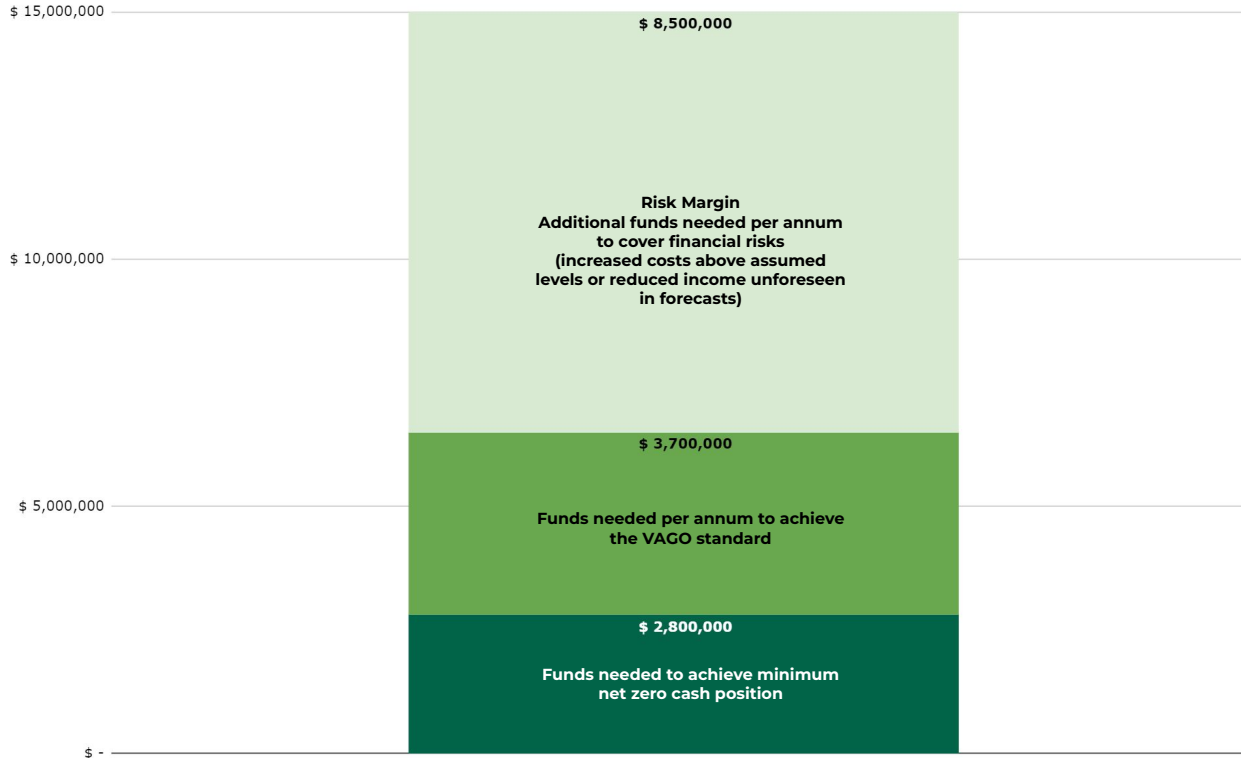 $ 15,000,000
$ 8,500,000
Risk Margin
Additional funds needed per annum
to cover financial risks
(increased costs above assumed
levels or reduced income unforeseen
in forecasts)
$ 10,000,000
$ 3,700,000
$ 5,000,000
Funds needed per annum to achieve
the VAGO standard
$ 2,800,000
Funds needed to achieve minimum
net zero cash position
$ -